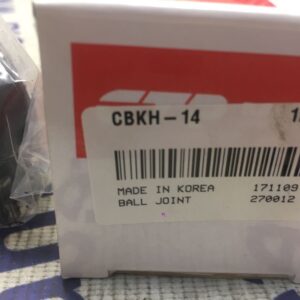 CBKH-14
MADE IN KOREA 171109
BALL JOINT 270012